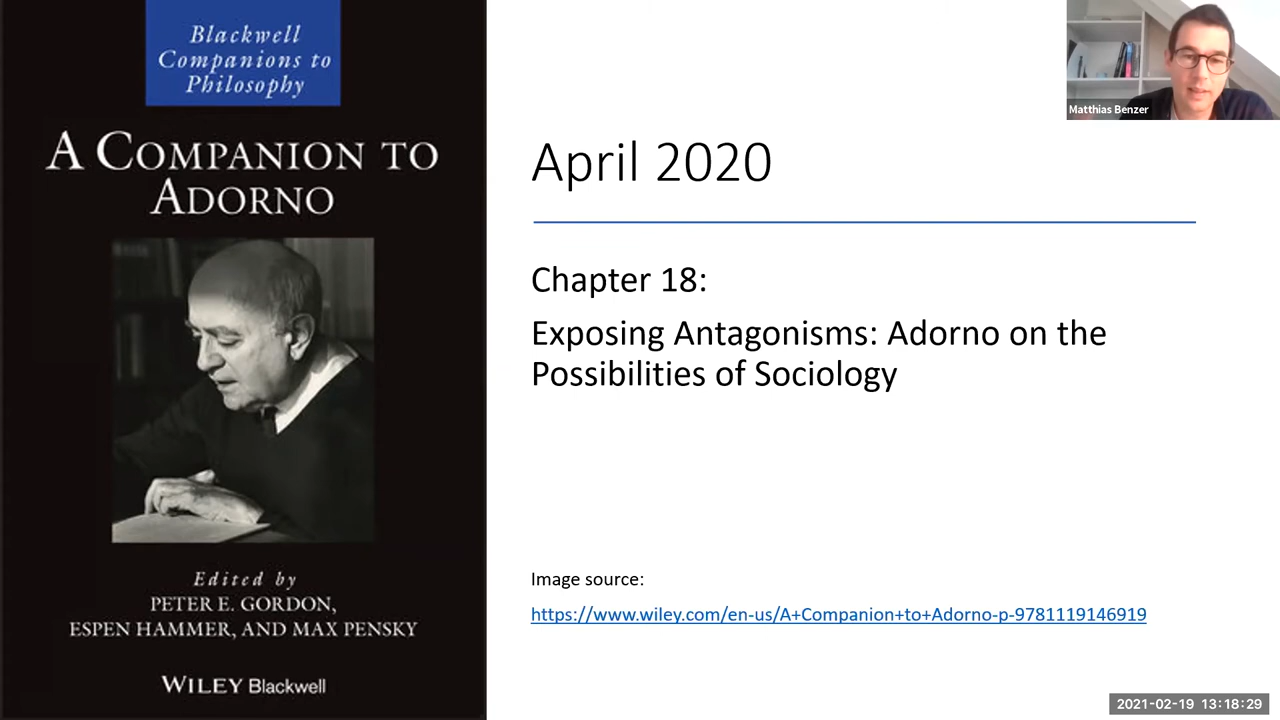 Blackwell
Companions to
Philosophy
A COMPANION TO
ADORNO
Edited by
PETER E. GORDON,
ESPEN HAMMER, AND MAX PENSKY
WILEY Blackwell
April 2020
Chapter 18:
Exposing Antagonisms: Adorno on the
Possibilities of Sociology
Image source:
https://www.wiley.com/en-us/A+Companion+to+Adorno-p-9781119146919
Matthias Benzer
2021-02-19 13:18:29